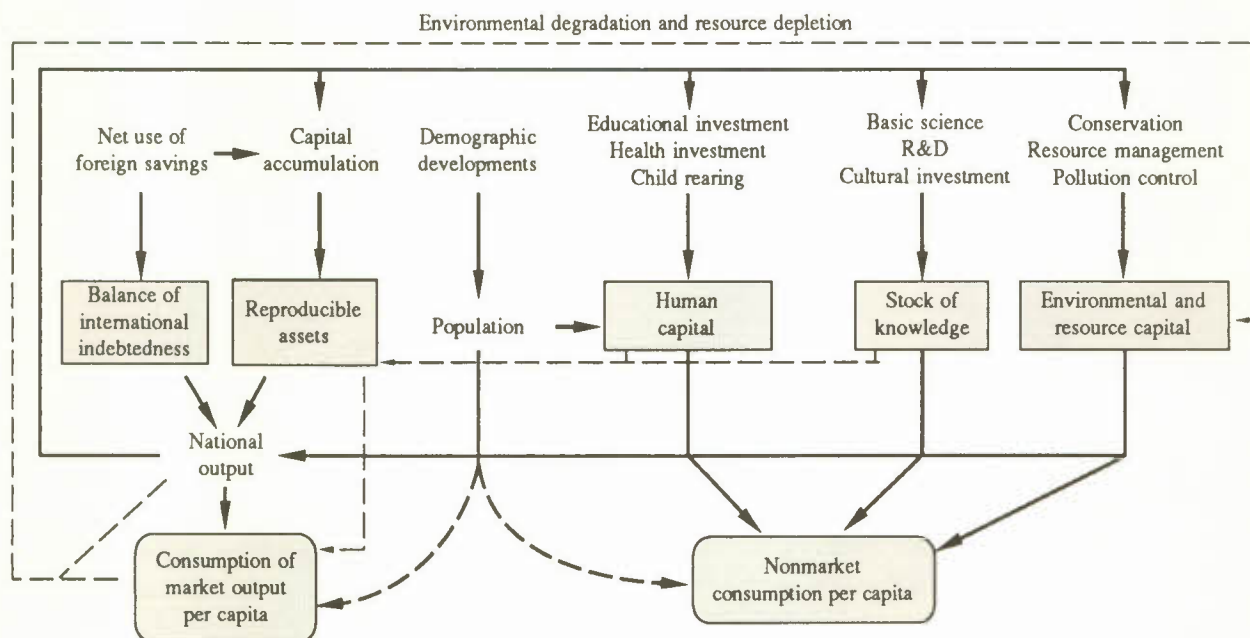 Environmental degradation and resource depletion
Net use of
foreign savings
Capital
accumulation
Demographic
developments
Educational investment
Health investment
Child rearing
Basic science
R&D
Cultural investment
Conservation
Resource management
Pollution control
Balance of
international
indebtedness
Reproducible
assets
Population
Human
capital
Stock of
knowledge
Environmental and
resource capital
National
output
Consumption of
market output
per capita
Nonmarket
consumption per capita